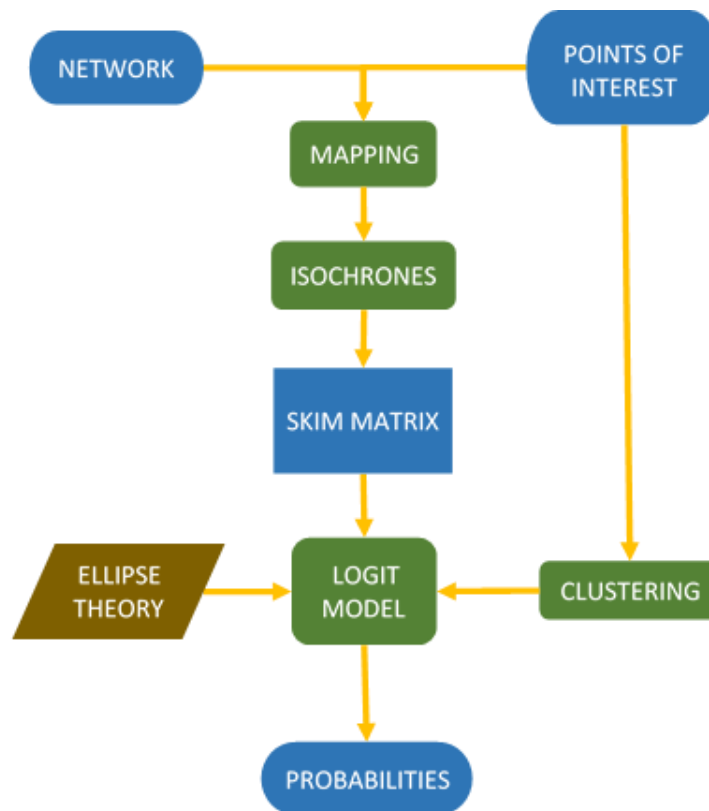 NETWORK
POINTS OF
INTEREST
MAPPING
ISOCHRONES
SKIM MATRIX
ELLIPSE
THEORY
LOGIT
MODEL
CLUSTERING
PROBABILITIES